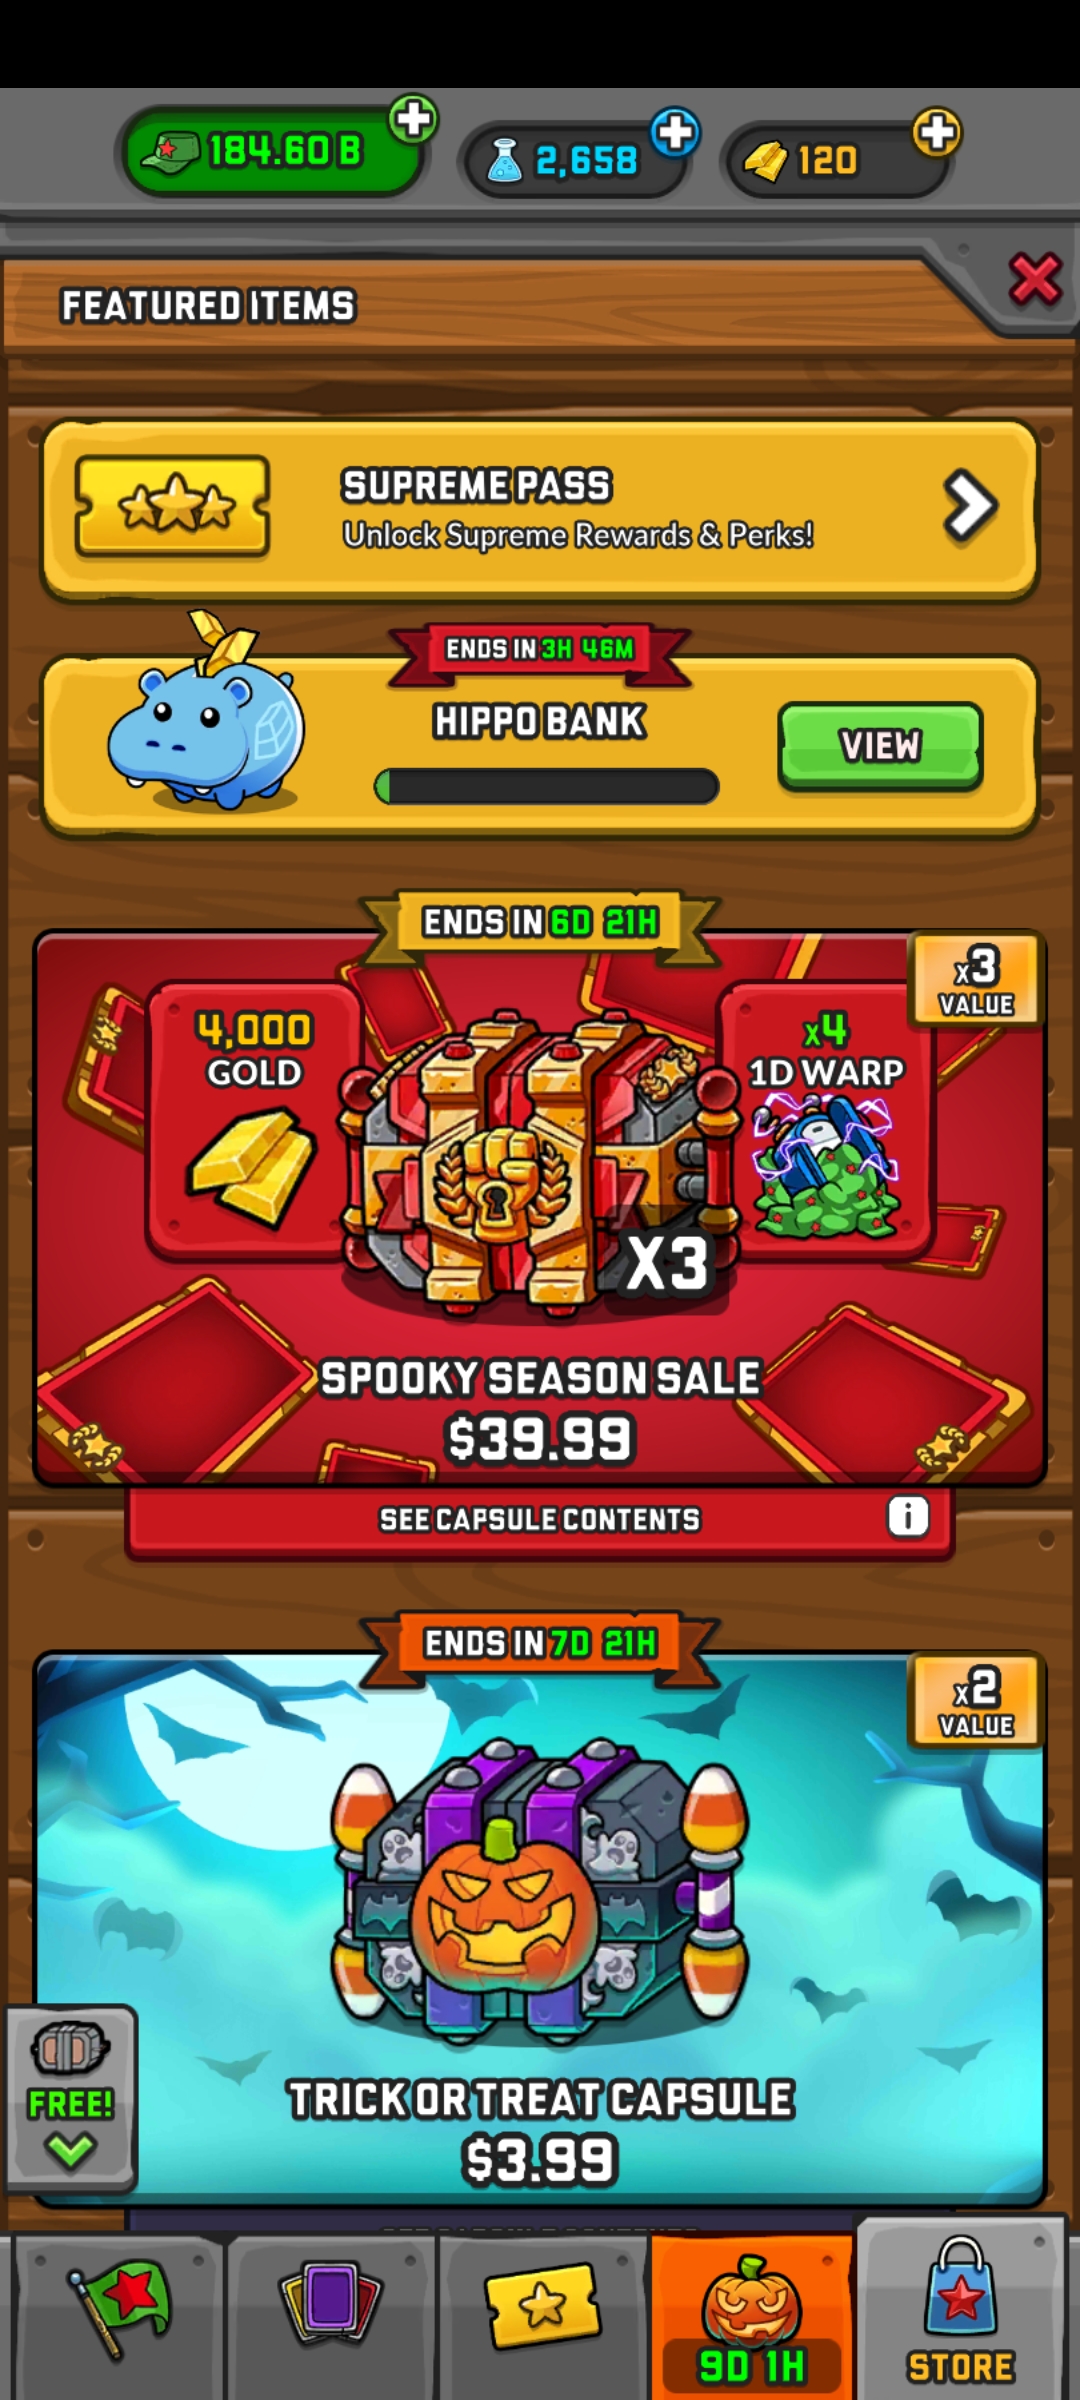 184.60 B
2,658
120
FEATURED ITEMS
SUPREME PASS
Unlock Supreme Rewards & Perks!
ENDS IN 3H 46M
HIPPO BANK
VIEW
ENDS IN 6D 21H
x3
VALUE
4,000
GOLD
x4
1D WARP
X3
SPOOKY SEASON SALE
$39.99
SEE CAPSULE CONTENTS
i
ENDS IN 7D 21H
x2
VALUE
TRICK OR TREAT CAPSULE
$3.99
FREE!
9D 1H
STORE